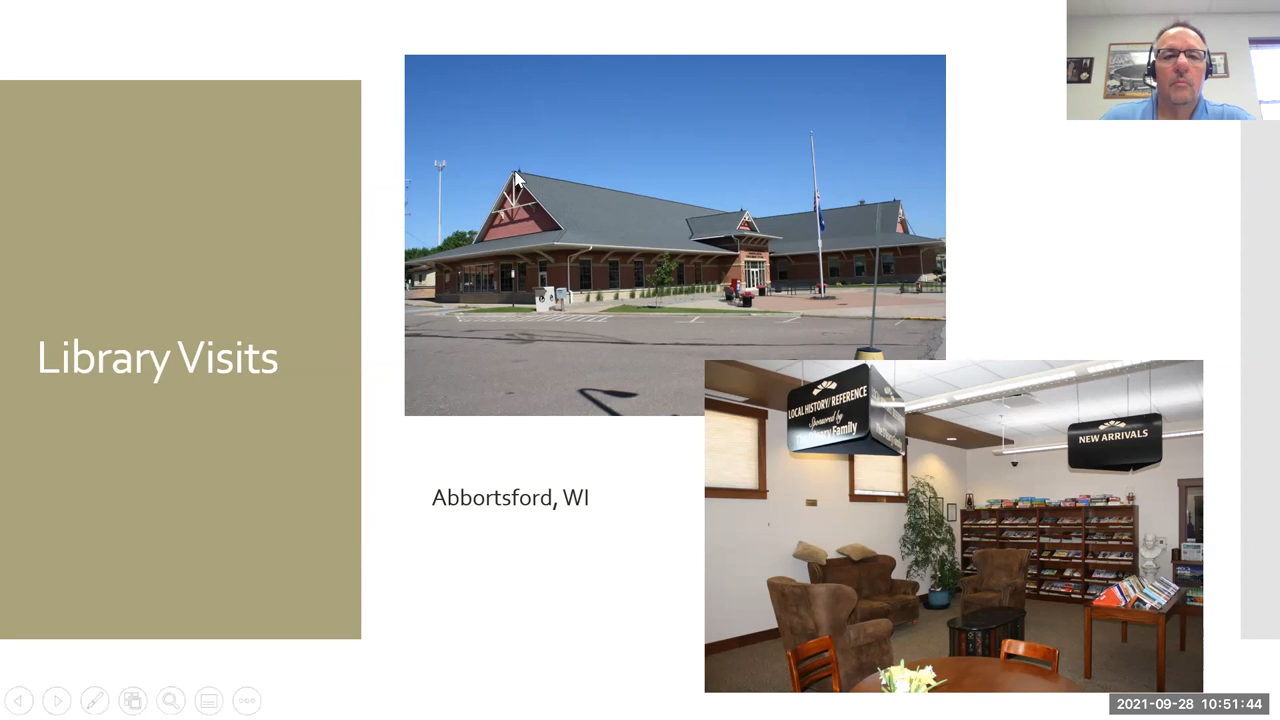 Library Visits
Abbortsford, WI
LOCAL HISTORY/REFERENCE
Sponsored by
Family
NEW ARRIVALS
2021-09-28 10:51:44